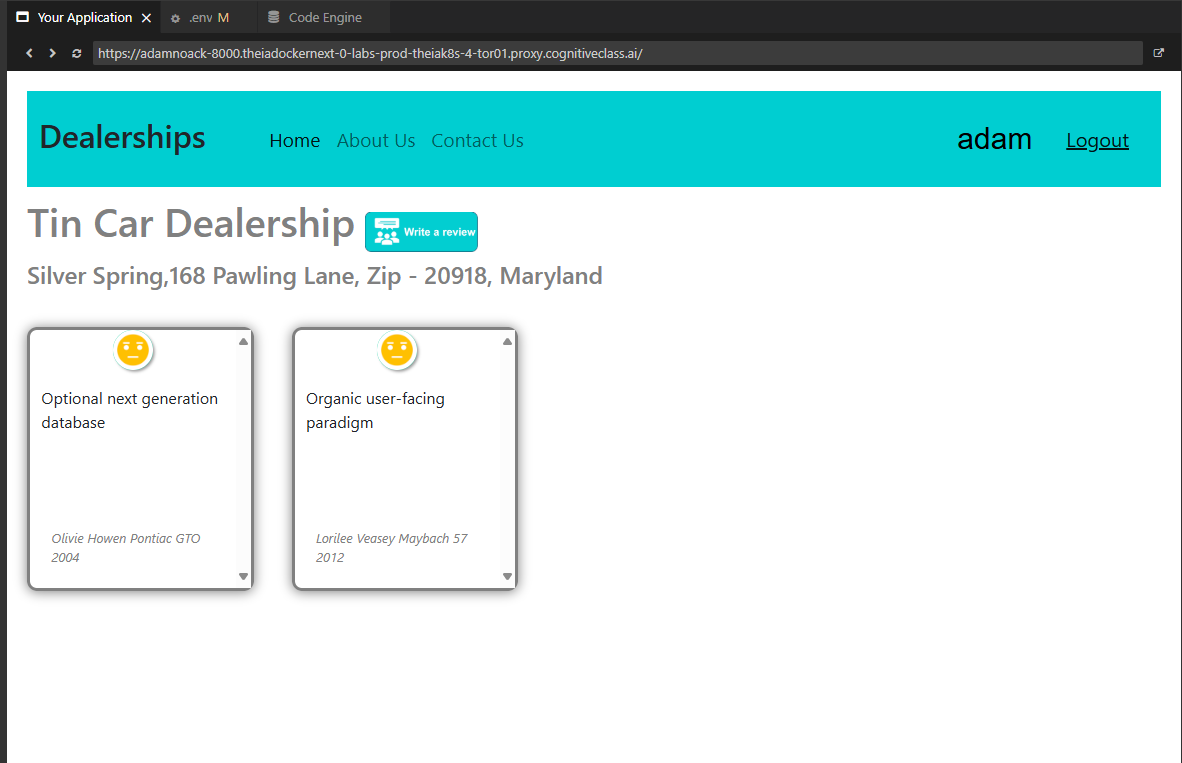 Your Application
.env M
Code Engine
https://adamnoack-8000.theiadockernext-0-labs-prod-theiak8s-4-tor01.proxy.cognitiveclass.ai/
Dealerships
Home About Us Contact Us
adam
Logout
Tin Car Dealership
Write a review
Silver Spring,168 Pawling Lane, Zip - 20918, Maryland
Optional next generation
database
Olivie Howen Pontiac GTO
2004
Organic user-facing
paradigm
Lorilee Veasey Maybach 57
2012